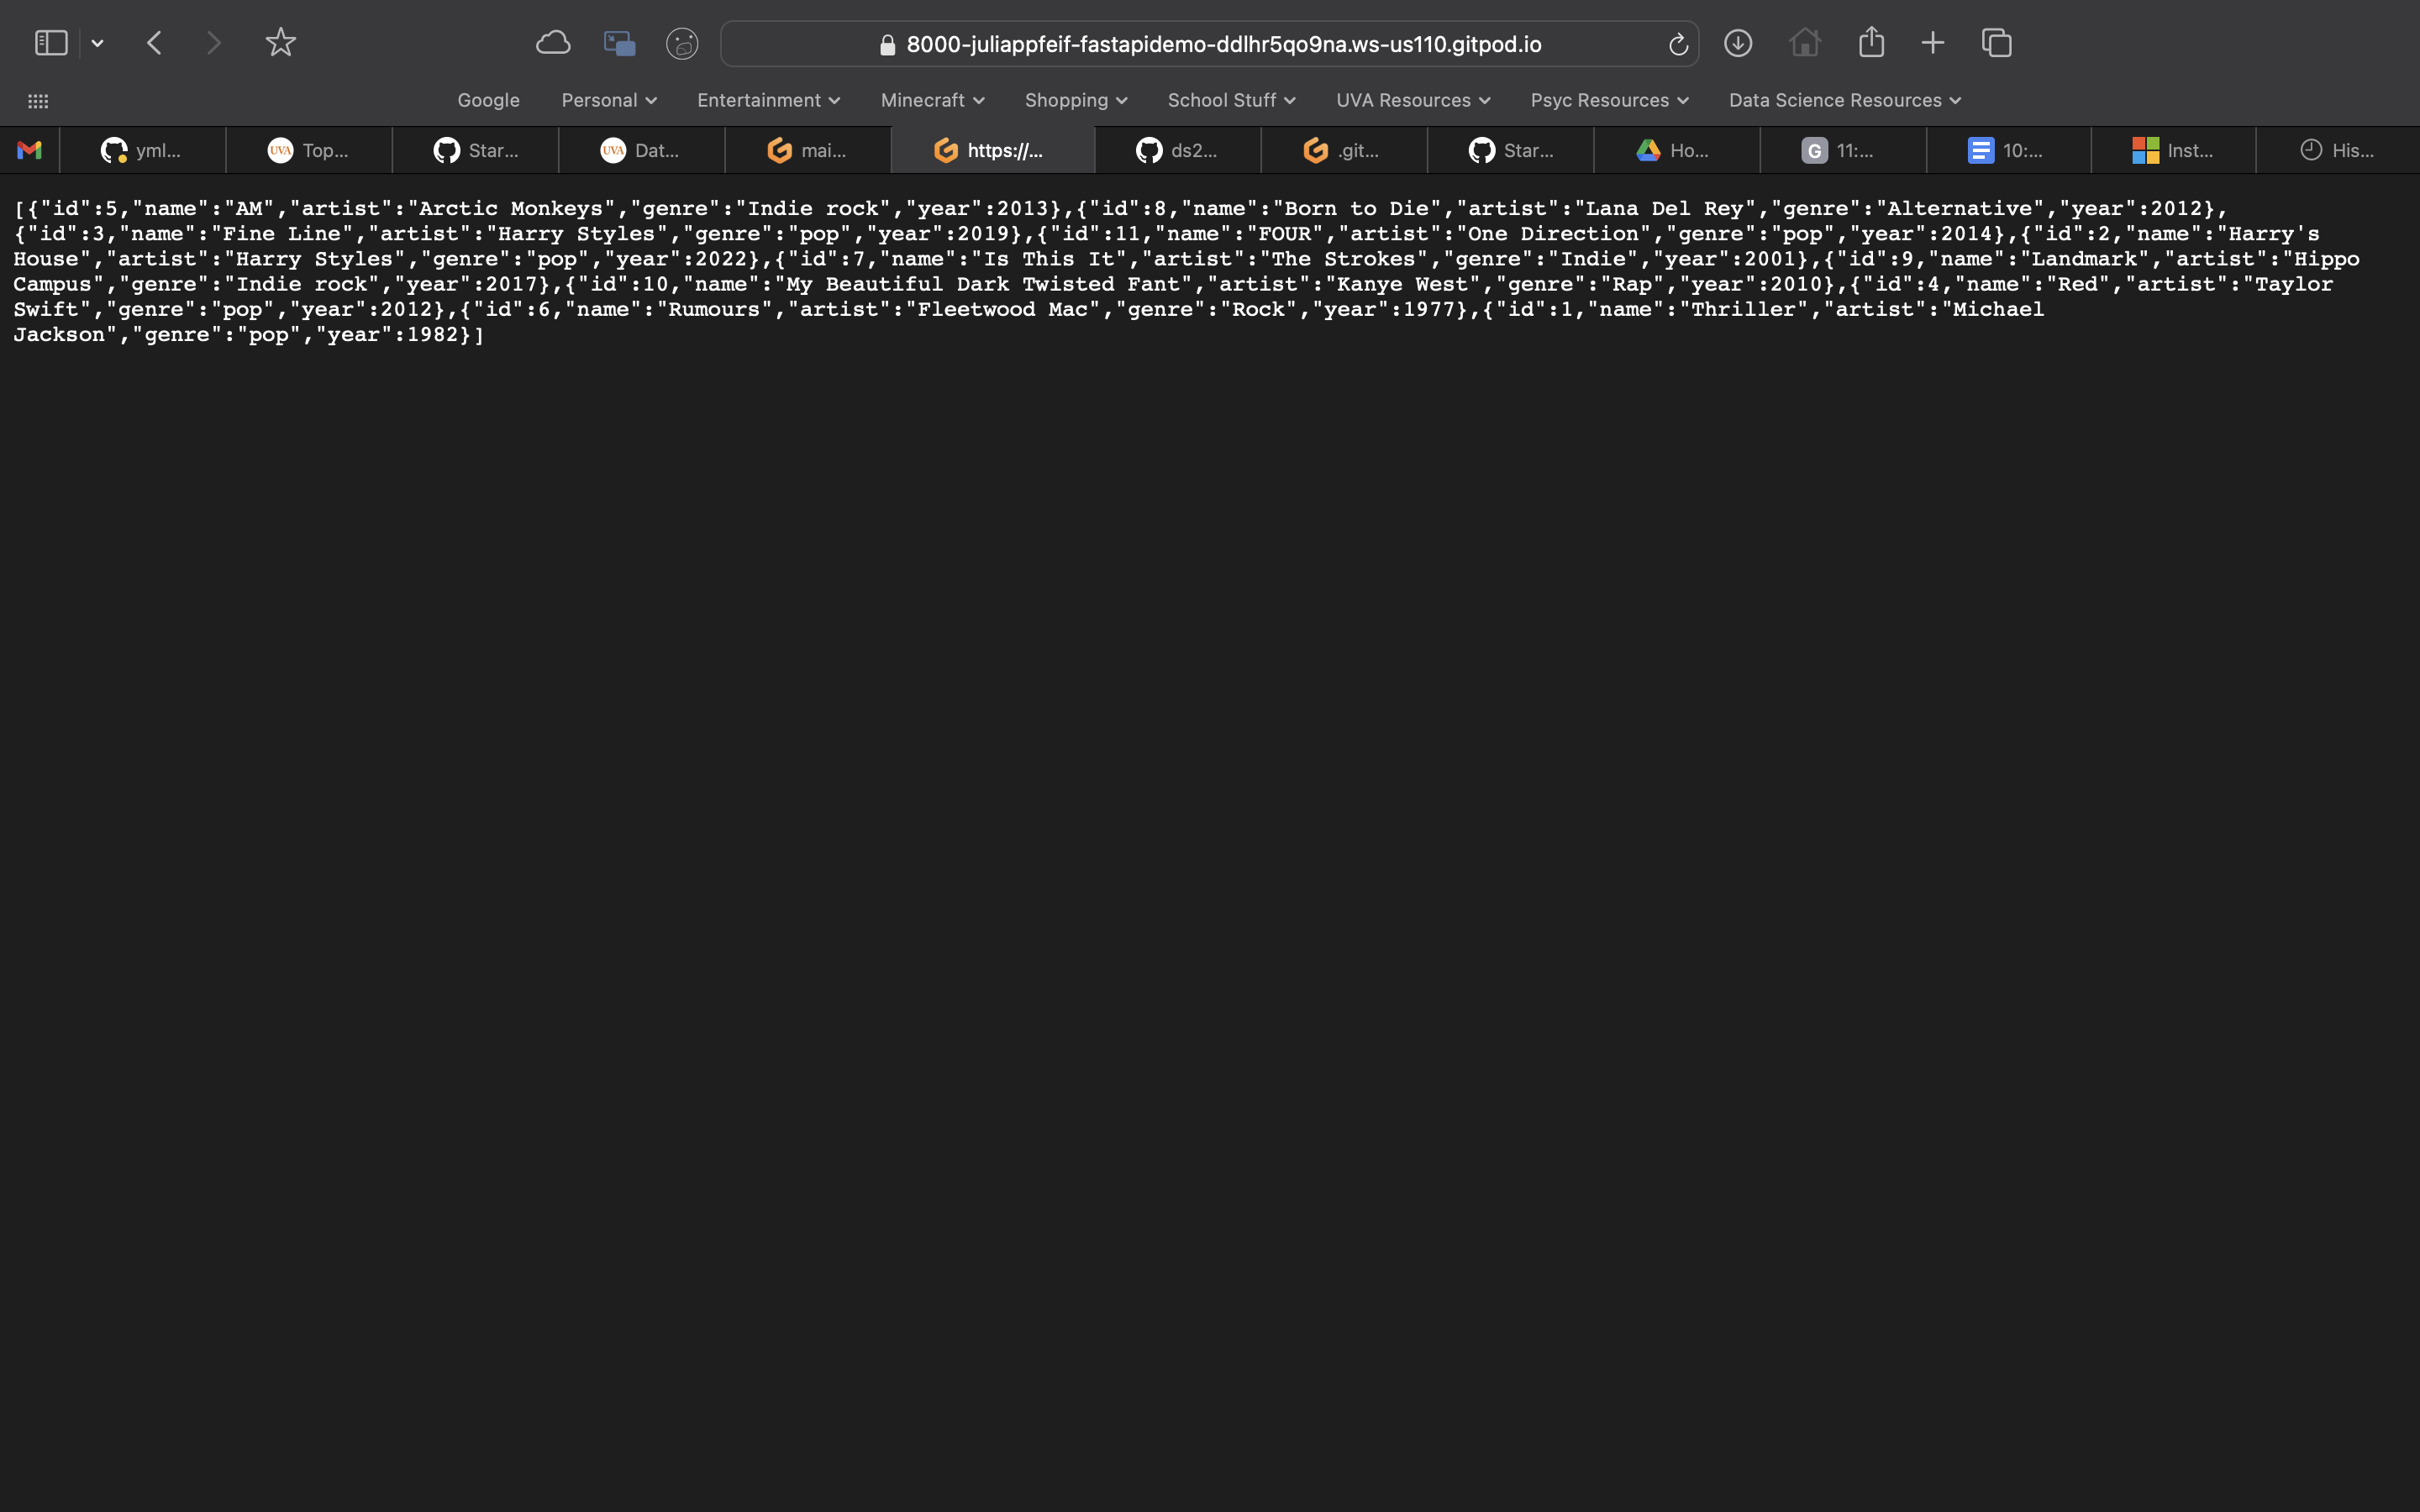 8000-juliappfeif-fastapidemo-ddlhr5qo9na.ws-us110.gitpod.io
Google Personal Entertainment Minecraft Shopping School Stuff UVA Resources Psyc Resources Data Science Resources
yml... UVA Top... Star... UVA Dat... mai... https://... ds2... .git... Star... Ho... G 11:... 10:... Inst... His...
[{"id":5,"name":"AM","artist":"Arctic Monkeys","genre":"Indie rock","year":2013},{"id":8,"name":"Born to Die","artist":"Lana Del Rey","genre":"Alternative","year":2012},
{"id":3,"name":"Fine Line","artist":"Harry Styles","genre":"pop","year":2019},{"id":11,"name":"FOUR","artist":"One Direction","genre":"pop","year":2014},{"id":2,"name":"Harry's
House","artist":"Harry Styles","genre":"pop","year":2022},{"id":7,"name":"Is This It","artist":"The Strokes","genre":"Indie","year":2001},{"id":9,"name":"Landmark","artist":"Hippo
Campus","genre":"Indie rock","year":2017},{"id":10,"name":"My Beautiful Dark Twisted Fant","artist":"Kanye West","genre":"Rap","year":2010},{"id":4,"name":"Red","artist":"Taylor
Swift","genre":"pop","year":2012},{"id":6,"name":"Rumours","artist":"Fleetwood Mac","genre":"Rock","year":1977},{"id":1,"name":"Thriller","artist":"Michael
Jackson","genre":"pop","year":1982}]